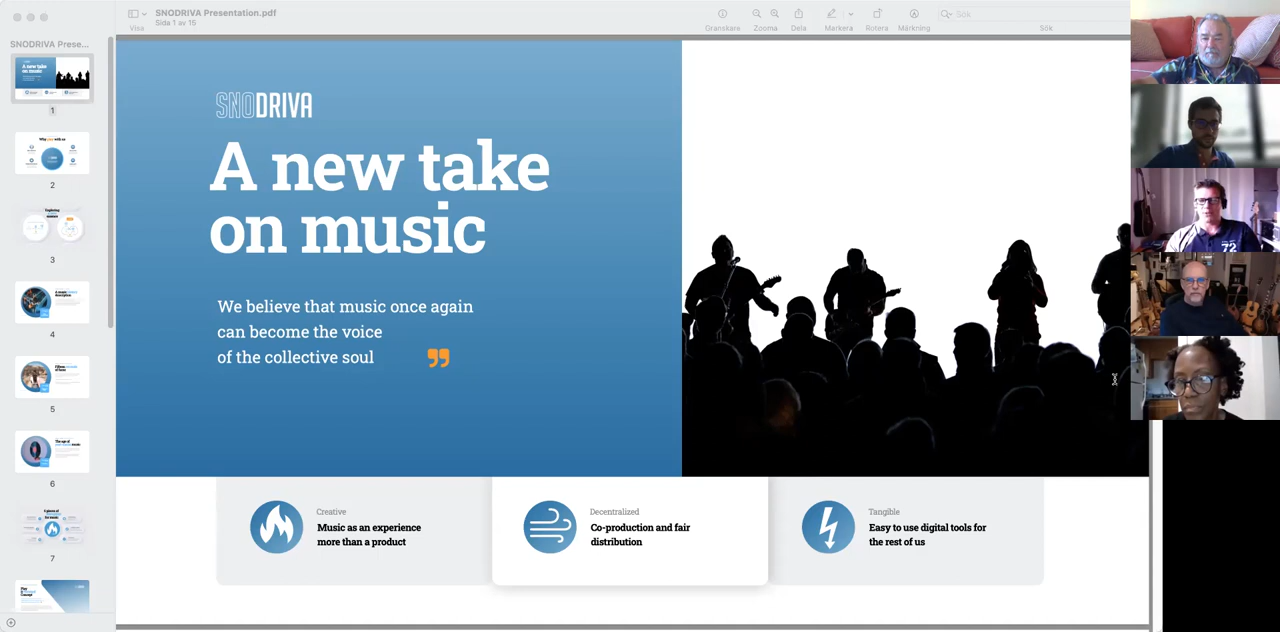 SNODRIVA Presentation.pdf
Sida 1 av 15
Visa
Granskare
Zooma
Dela
Markera
Rotera
Märkning
Sök
Sök
SNODRIVA Prese...
1
2
3
4
5
6
7
SNODRIVA
A new take
on music
We believe that music once again
can become the voice
of the collective soul
Creative
Music as an experience
more than a product
Decentralized
Co-production and fair
distribution
Tangible
Easy to use digital tools for
the rest of us
72